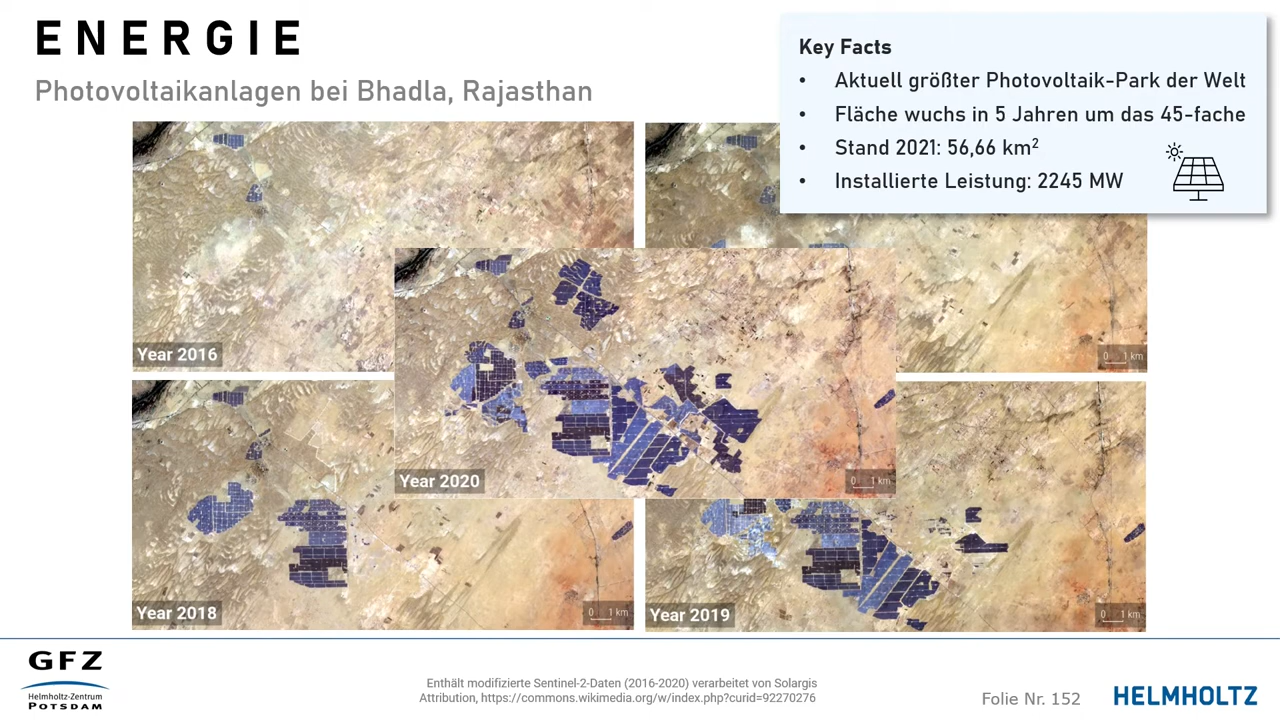 ENERGIE
Photovoltaikanlagen bei Bhadla, Rajasthan
Key Facts
• Aktuell größter Photovoltaik-Park der Welt
• Fläche wuchs in 5 Jahren um das 45-fache
• Stand 2021: 56,66 km²
• Installierte Leistung: 2245 MW
Year 2016
0 1 km
Year 2020
0 1 km
Year 2018
0 1 km
Year 2019
0 1 km
GFZ
Helmholtz-Zentrum
POTSDAM
Enthält modifizierte Sentinel-2-Daten (2016-2020) verarbeitet von Solargis
Attribution, https://commons.wikimedia.org/w/index.php?curid=92270276
Folie Nr. 152
HELMHOLTZ